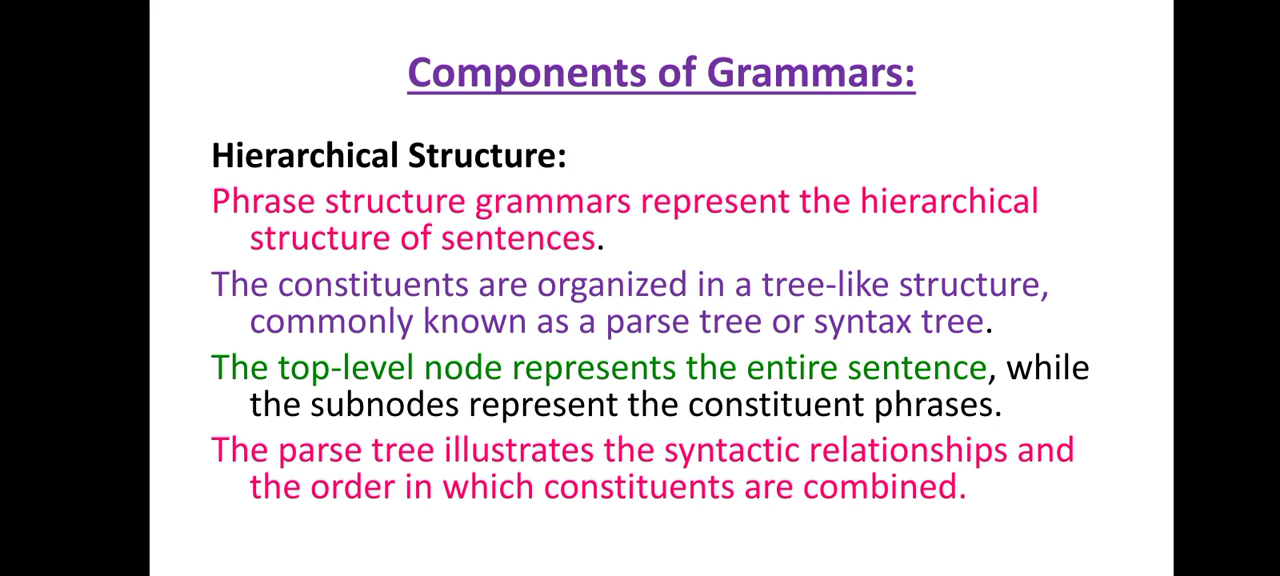 Components of Grammars:
Hierarchical Structure:
Phrase structure grammars represent the hierarchical
structure of sentences.
The constituents are organized in a tree-like structure,
commonly known as a parse tree or syntax tree.
The top-level node represents the entire sentence, while
the subnodes represent the constituent phrases.
The parse tree illustrates the syntactic relationships and
the order in which constituents are combined.